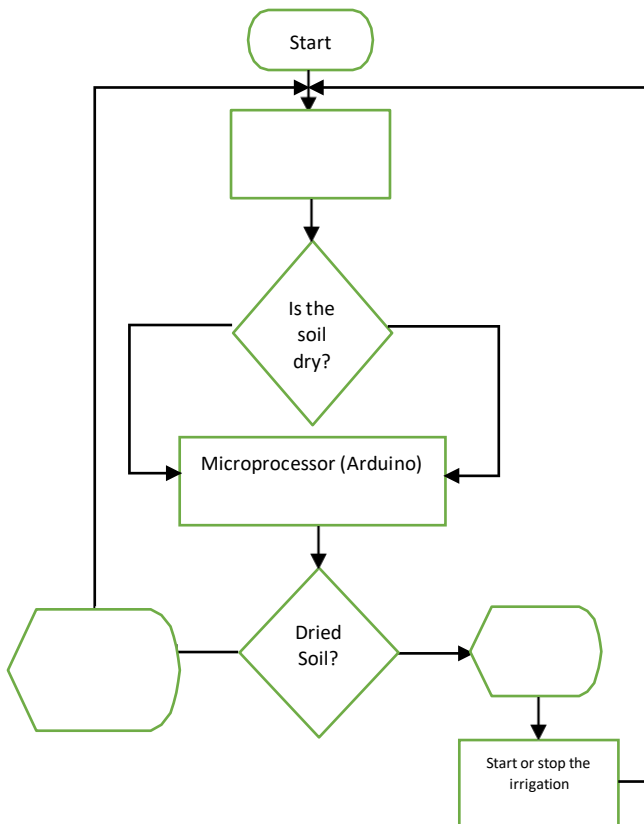 Start
Is the
soil
dry?
Microprocessor (Arduino)
Dried
Soil?
Start or stop the
irrigation